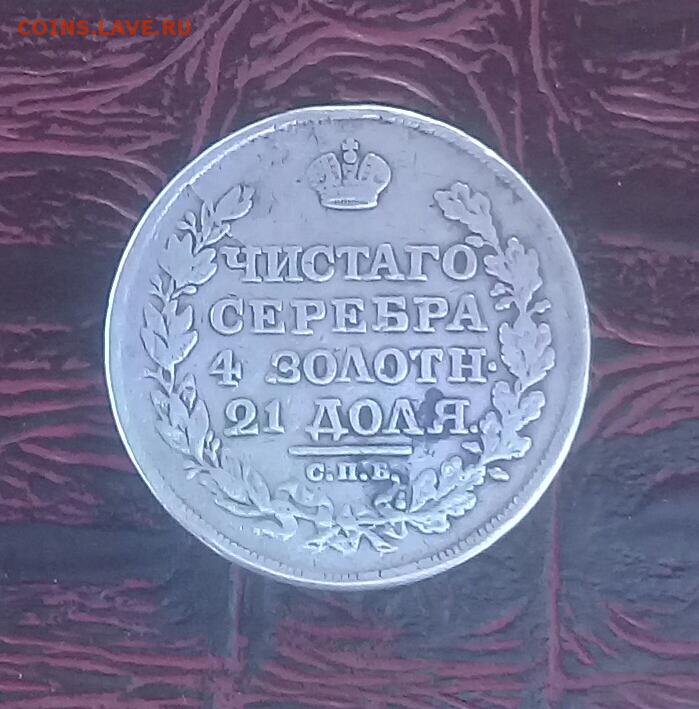 COINS.LAVE.RU
ЧИСТАГО
СЕРЕБРА
4 ЗОЛОТН·
21 ДОЛЯ.
С.П.Б.